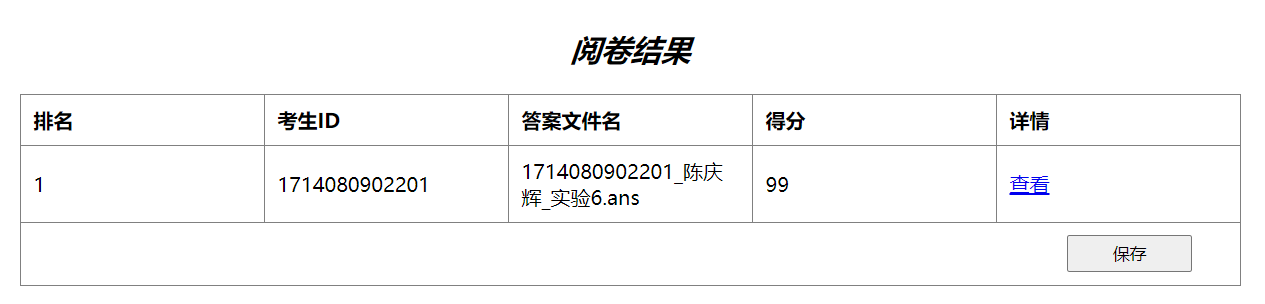 阅卷结果
排名 考生ID 答案文件名 得分 详情
1 1714080902201 1714080902201_陈庆 99 查看
辉_实验6.ans
保存